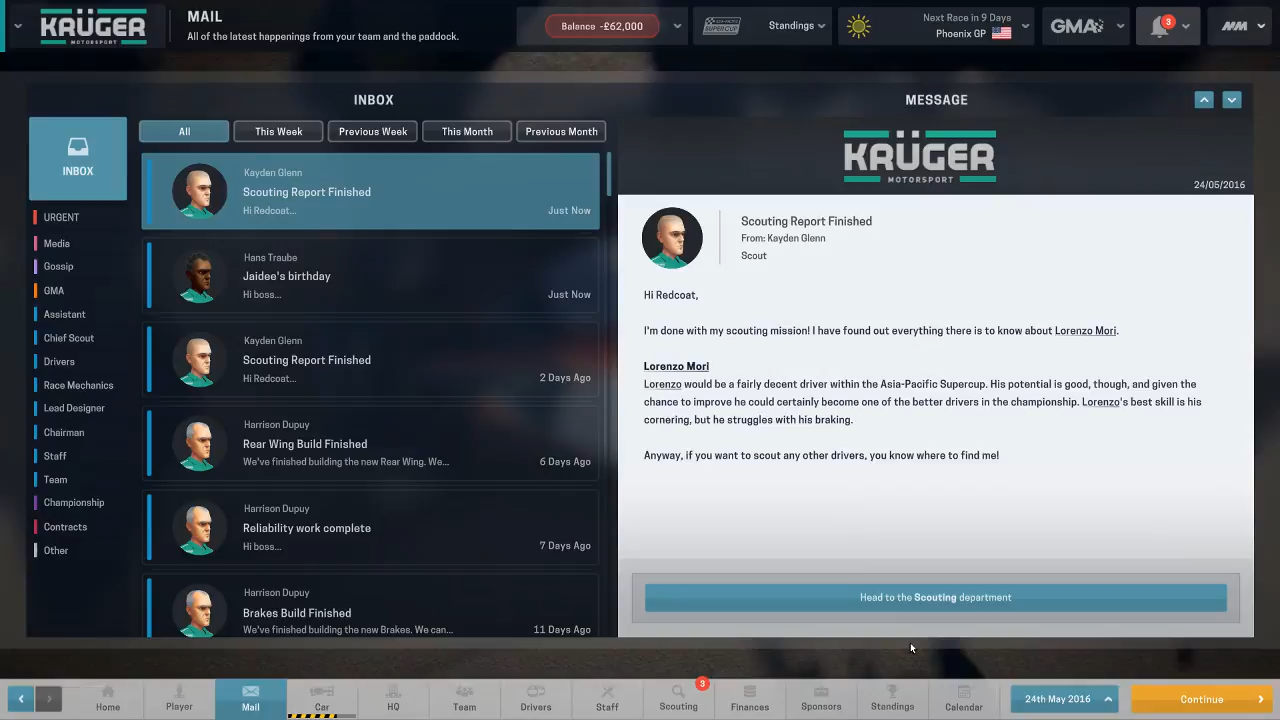 KRÜGER
MOTORSPORT
MAIL
All of the latest happenings from your team and the paddock.
Balance -£62,000
Standings
Next Race in 9 Days
Phoenix GP
GMA
3
INBOX
MESSAGE
All
This Week
Previous Week
This Month
Previous Month
INBOX
URGENT
Media
Gossip
GMA
Assistant
Chief Scout
Drivers
Race Mechanics
Lead Designer
Chairman
Staff
Team
Championship
Contracts
Other
Kayden Glenn
Scouting Report Finished
Hi Redcoat...
Just Now
Hans Traube
Jaidee's birthday
Hi boss...
Just Now
Kayden Glenn
Scouting Report Finished
Hi Redcoat...
2 Days Ago
Harrison Dupuy
Rear Wing Build Finished
We've finished building the new Rear Wing. We...
6 Days Ago
Harrison Dupuy
Reliability work complete
Hi boss...
7 Days Ago
Harrison Dupuy
Brakes Build Finished
We've finished building the new Brakes. We can...
11 Days Ago
KRÜGER
MOTORSPORT
24/05/2016
Scouting Report Finished
From: Kayden Glenn
Scout
Hi Redcoat,
I'm done with my scouting mission! I have found out everything there is to know about Lorenzo Mori.
Lorenzo Mori
Lorenzo would be a fairly decent driver within the Asia-Pacific Supercup. His potential is good, though, and given the
chance to improve he could certainly become one of the better drivers in the championship. Lorenzo's best skill is his
cornering, but he struggles with his braking.
Anyway, if you want to scout any other drivers, you know where to find me!
Head to the Scouting department
Home
Player
Mail
Car
HQ
Team
Drivers
Staff
3
Scouting
Finances
Sponsors
Standings
Calendar
24th May 2016
Continue